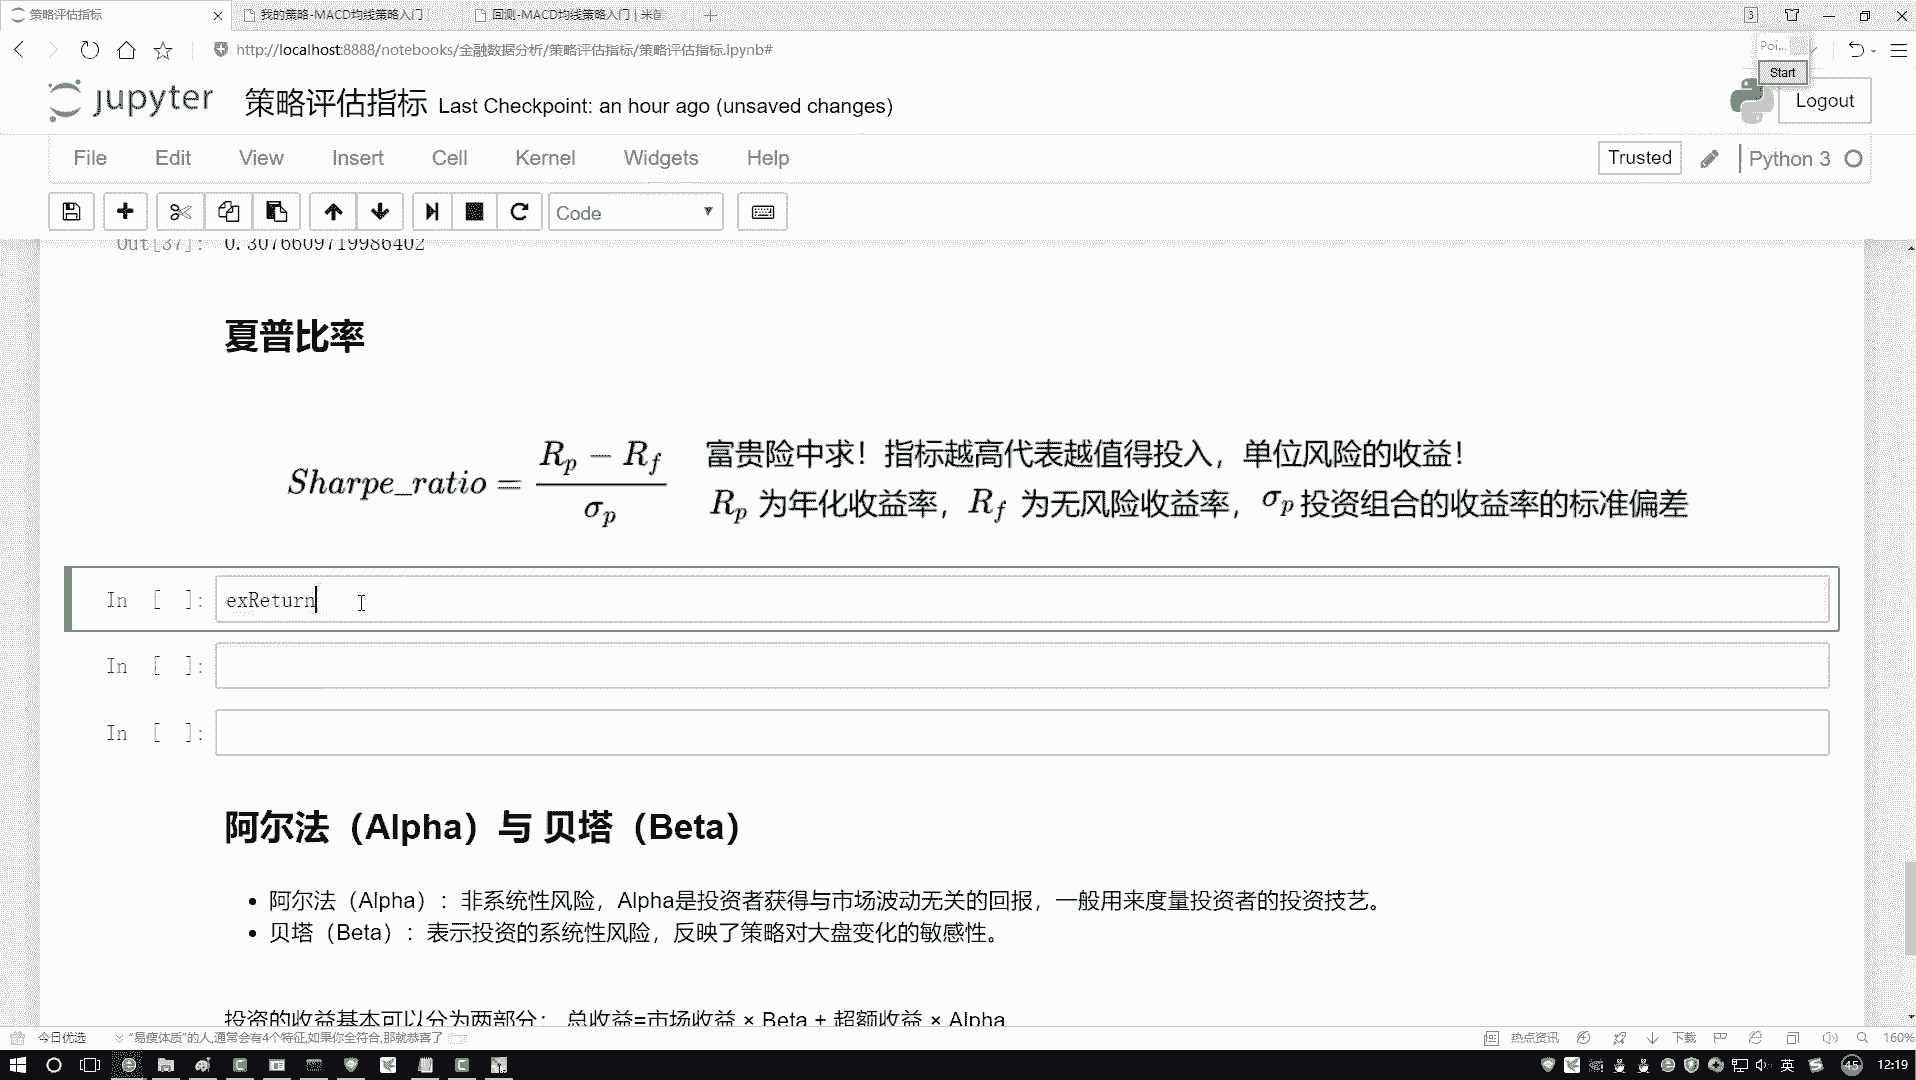 策略评估指标
我的策略-MACD均线策略入门
回测-MACD均线策略入门 | 米筐
3
http://localhost:8888/notebooks/金融数据分析/策略评估指标/策略评估指标.ipynb#
Poi...
Start
jupyter 策略评估指标 Last Checkpoint: an hour ago (unsaved changes)
Logout
File Edit View Insert Cell Kernel Widgets Help
Trusted Python 3
Code
Out[37]: 0.3076609719986402
夏普比率
Sharpe_ratio = \frac{R_p - R_f}{σ_p}
富贵险中求！指标越高代表越值得投入，单位风险的收益！
R_p 为年化收益率，R_f 为无风险收益率，σ_p 投资组合的收益率的标准偏差
In [ ]: exReturn
In [ ]:
In [ ]:
阿尔法（Alpha）与 贝塔（Beta）
• 阿尔法（Alpha）：非系统性风险，Alpha是投资者获得与市场波动无关的回报，一般用来度量投资者的投资技艺。
• 贝塔（Beta）：表示投资的系统性风险，反映了策略对大盘变化的敏感性。
投资的收益基本可以分为两部分： 总收益=市场收益 × Beta + 超额收益 × Alpha
今日优选 “易瘦体质”的人,通常会有4个特征,如果你全符合,那就恭喜了
热点资讯 下载 160%
英 45 12:19